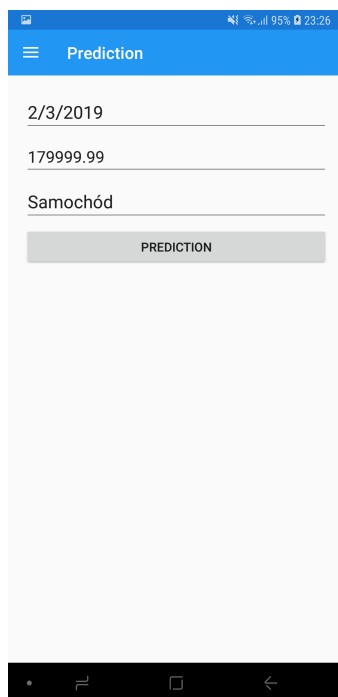 95% 23:26
Prediction
2/3/2019
179999.99
Samochód
PREDICTION